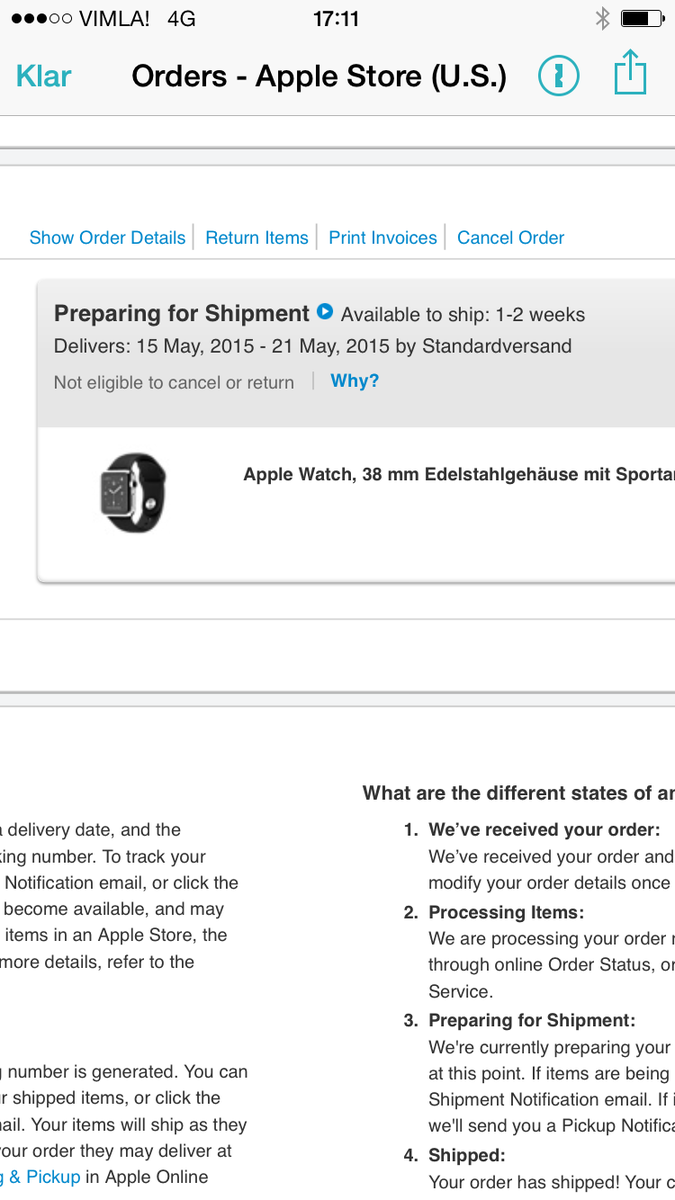 VIMLA! 4G 17:11
Klar Orders - Apple Store (U.S.)
Show Order Details Return Items Print Invoices Cancel Order
Preparing for Shipment Available to ship: 1-2 weeks
Delivers: 15 May, 2015 - 21 May, 2015 by Standardversand
Not eligible to cancel or return Why?
Apple Watch, 38 mm Edelstahlgehäuse mit Sportar
delivery date, and the
king number. To track your
Notification email, or click the
become available, and may
items in an Apple Store, the
more details, refer to the
number is generated. You can
r shipped items, or click the
ail. Your items will ship as they
your order they may deliver at
g & Pickup in Apple Online
What are the different states of an
1. We’ve received your order:
We’ve received your order and
modify your order details once
2. Processing Items:
We are processing your order
through online Order Status, or
Service.
3. Preparing for Shipment:
We're currently preparing your
at this point. If items are being
Shipment Notification email. If
we'll send you a Pickup Notifica
4. Shipped:
Your order has shipped! Your c